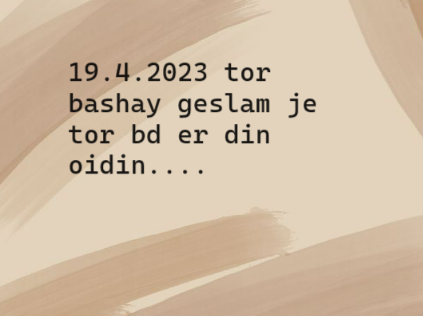 19.4.2023 tor
bashay geslam je
tor bd er din
oidin....